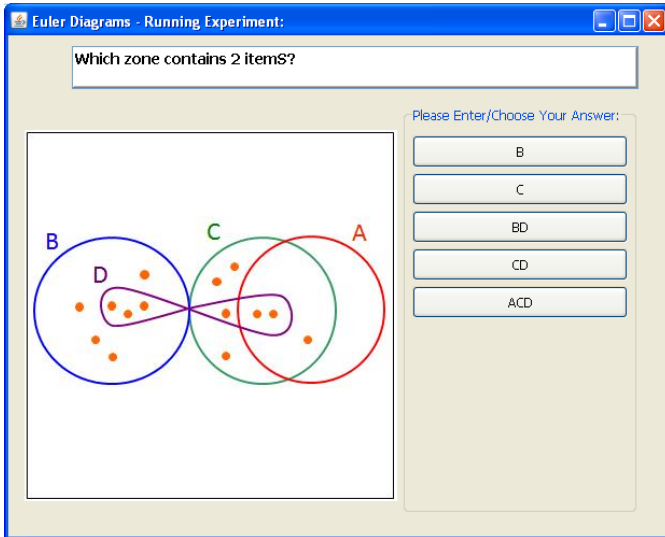 Euler Diagrams - Running Experiment:
Which zone contains 2 itemS?
Please Enter/Choose Your Answer:
B
C
BD
CD
ACD
B
C
A
D